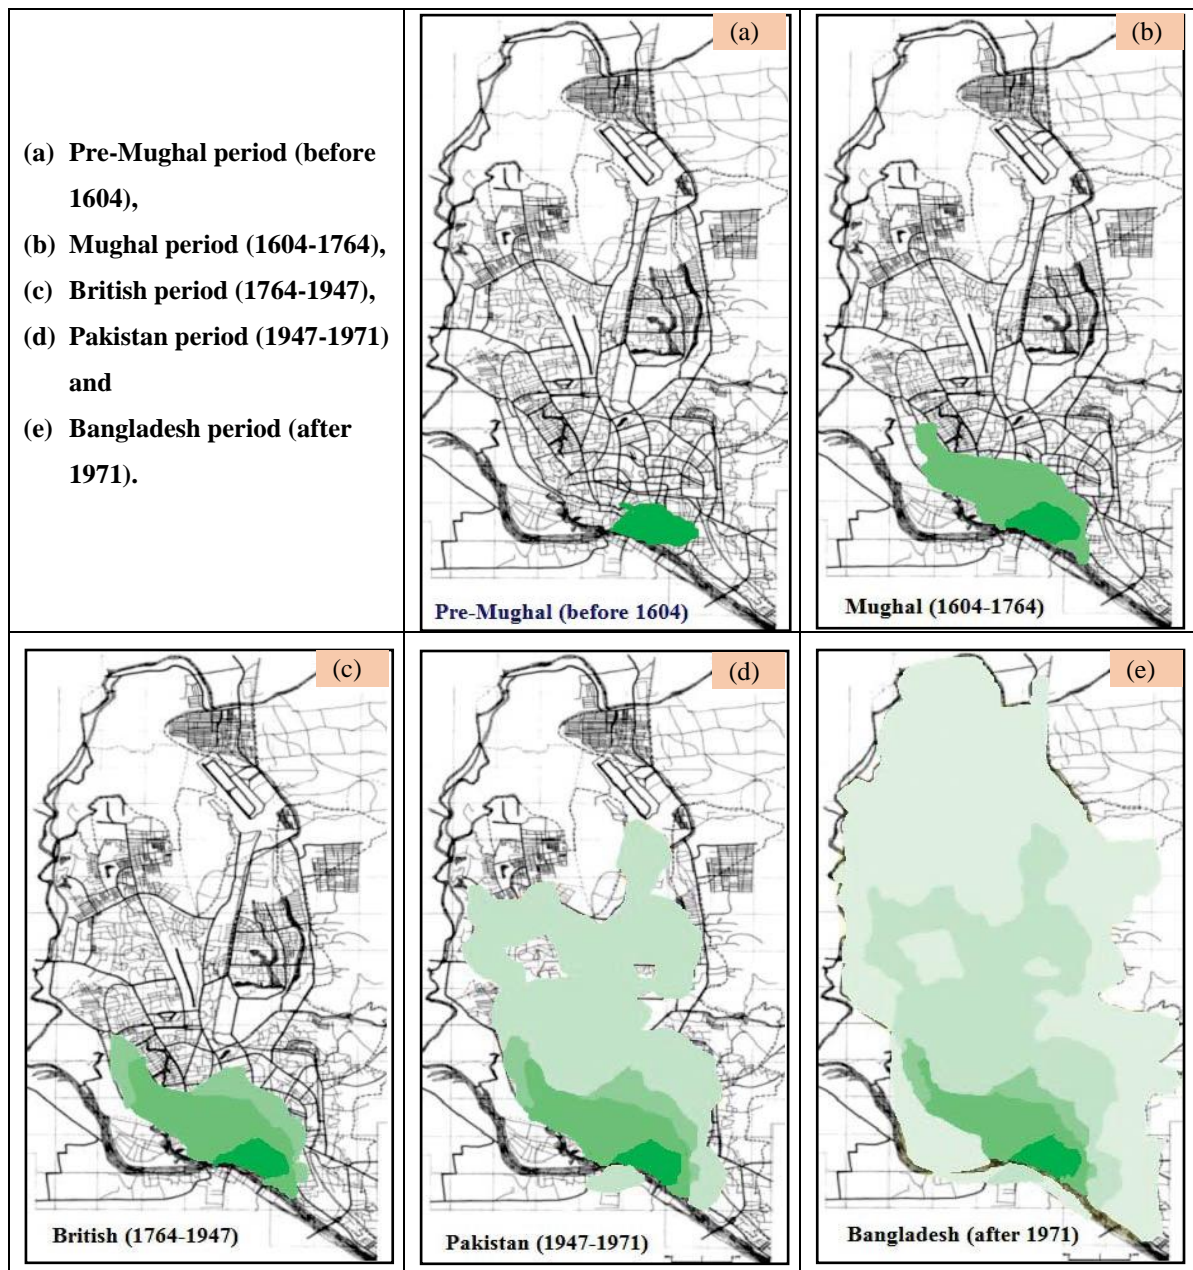 (a) Pre-Mughal period (before
1604),
(b) Mughal period (1604-1764),
(c) British period (1764-1947),
(d) Pakistan period (1947-1971)
and
(e) Bangladesh period (after
1971).
(a)
Pre-Mughal (before 1604)
(b)
Mughal (1604-1764)
(c)
British (1764-1947)
(d)
Pakistan (1947-1971)
(e)
Bangladesh (after 1971)